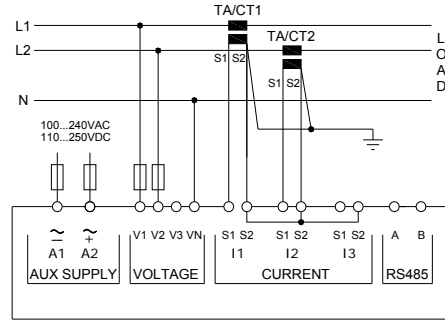 TA/CT1
L1
L2
TA/CT2
S1 S2
S1 S2
L
O
A
D
N
100...240VAC
110...250VDC
V1 V2 V3 VN
S1 S2 S1 S2 S1 S2
A B
A1 A2
I1 I2 I3
AUX SUPPLY VOLTAGE CURRENT RS485